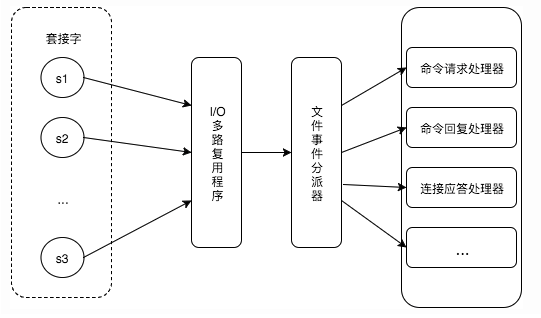 套接字
s1
s2
...
s3
I/O
多
路
复
用
程
序
文
件
事
件
分
派
器
命令请求处理器
命令回复处理器
连接应答处理器
...